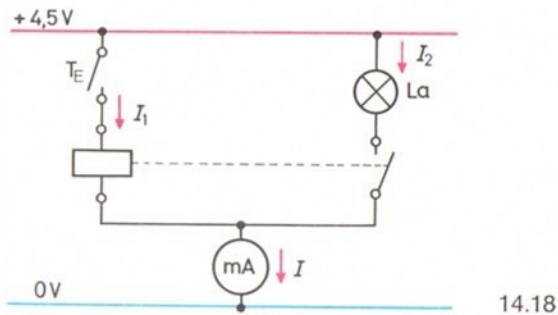 + 4,5 V
T_E
I_1
I_2
La
mA
I
0 V
14.18